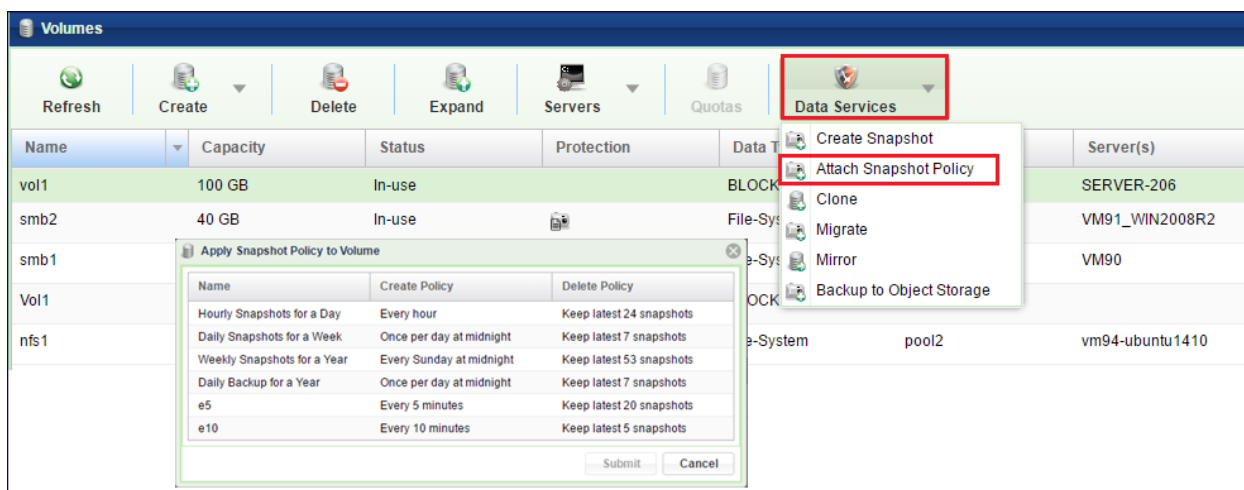 Volumes
Refresh Create Delete Expand Servers Quotas Data Services
Name Capacity Status Protection Data T Server(s)
Create Snapshot
Attach Snapshot Policy
Clone
Migrate
Mirror
Backup to Object Storage
vol1 100 GB In-use BLOCK SERVER-206
smb2 40 GB In-use File-Sys VM91_WIN2008R2
smb1 e-Sys VM90
Vol1 OCK
nfs1 e-System pool2 vm94-ubuntu1410
Apply Snapshot Policy to Volume
Name Create Policy Delete Policy
Hourly Snapshots for a Day Every hour Keep latest 24 snapshots
Daily Snapshots for a Week Once per day at midnight Keep latest 7 snapshots
Weekly Snapshots for a Year Every Sunday at midnight Keep latest 53 snapshots
Daily Backup for a Year Once per day at midnight Keep latest 7 snapshots
e5 Every 5 minutes Keep latest 20 snapshots
e10 Every 10 minutes Keep latest 5 snapshots
Submit Cancel